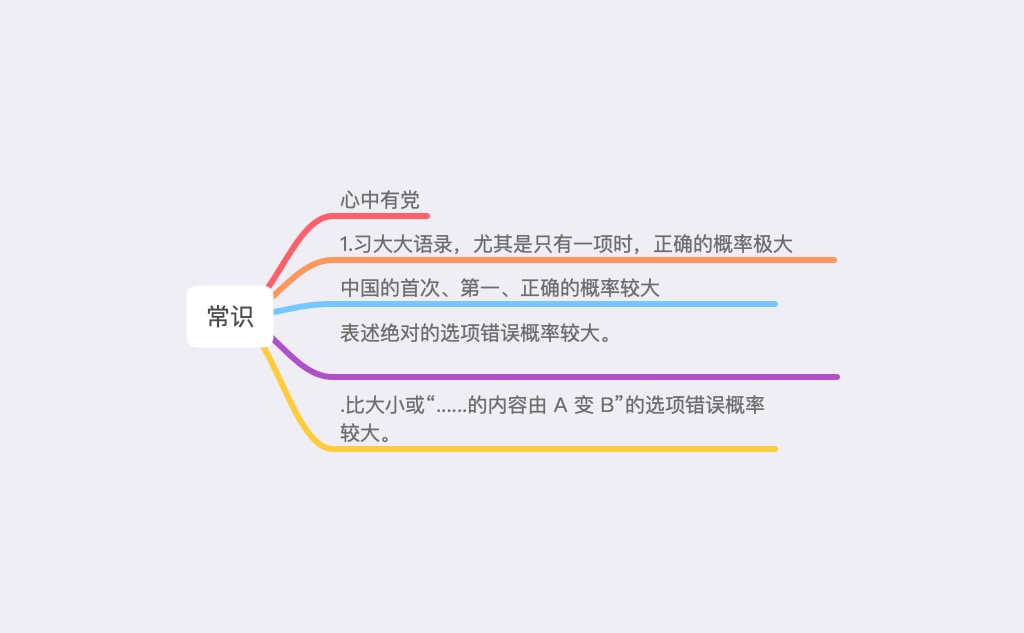 心中有党
1.习大大语录，尤其是只有一项时，正确的概率极大
中国的首次、第一、正确的概率较大
常识
表述绝对的选项错误概率较大。
.比大小或“......的内容由 A 变 B”的选项错误概率
较大。